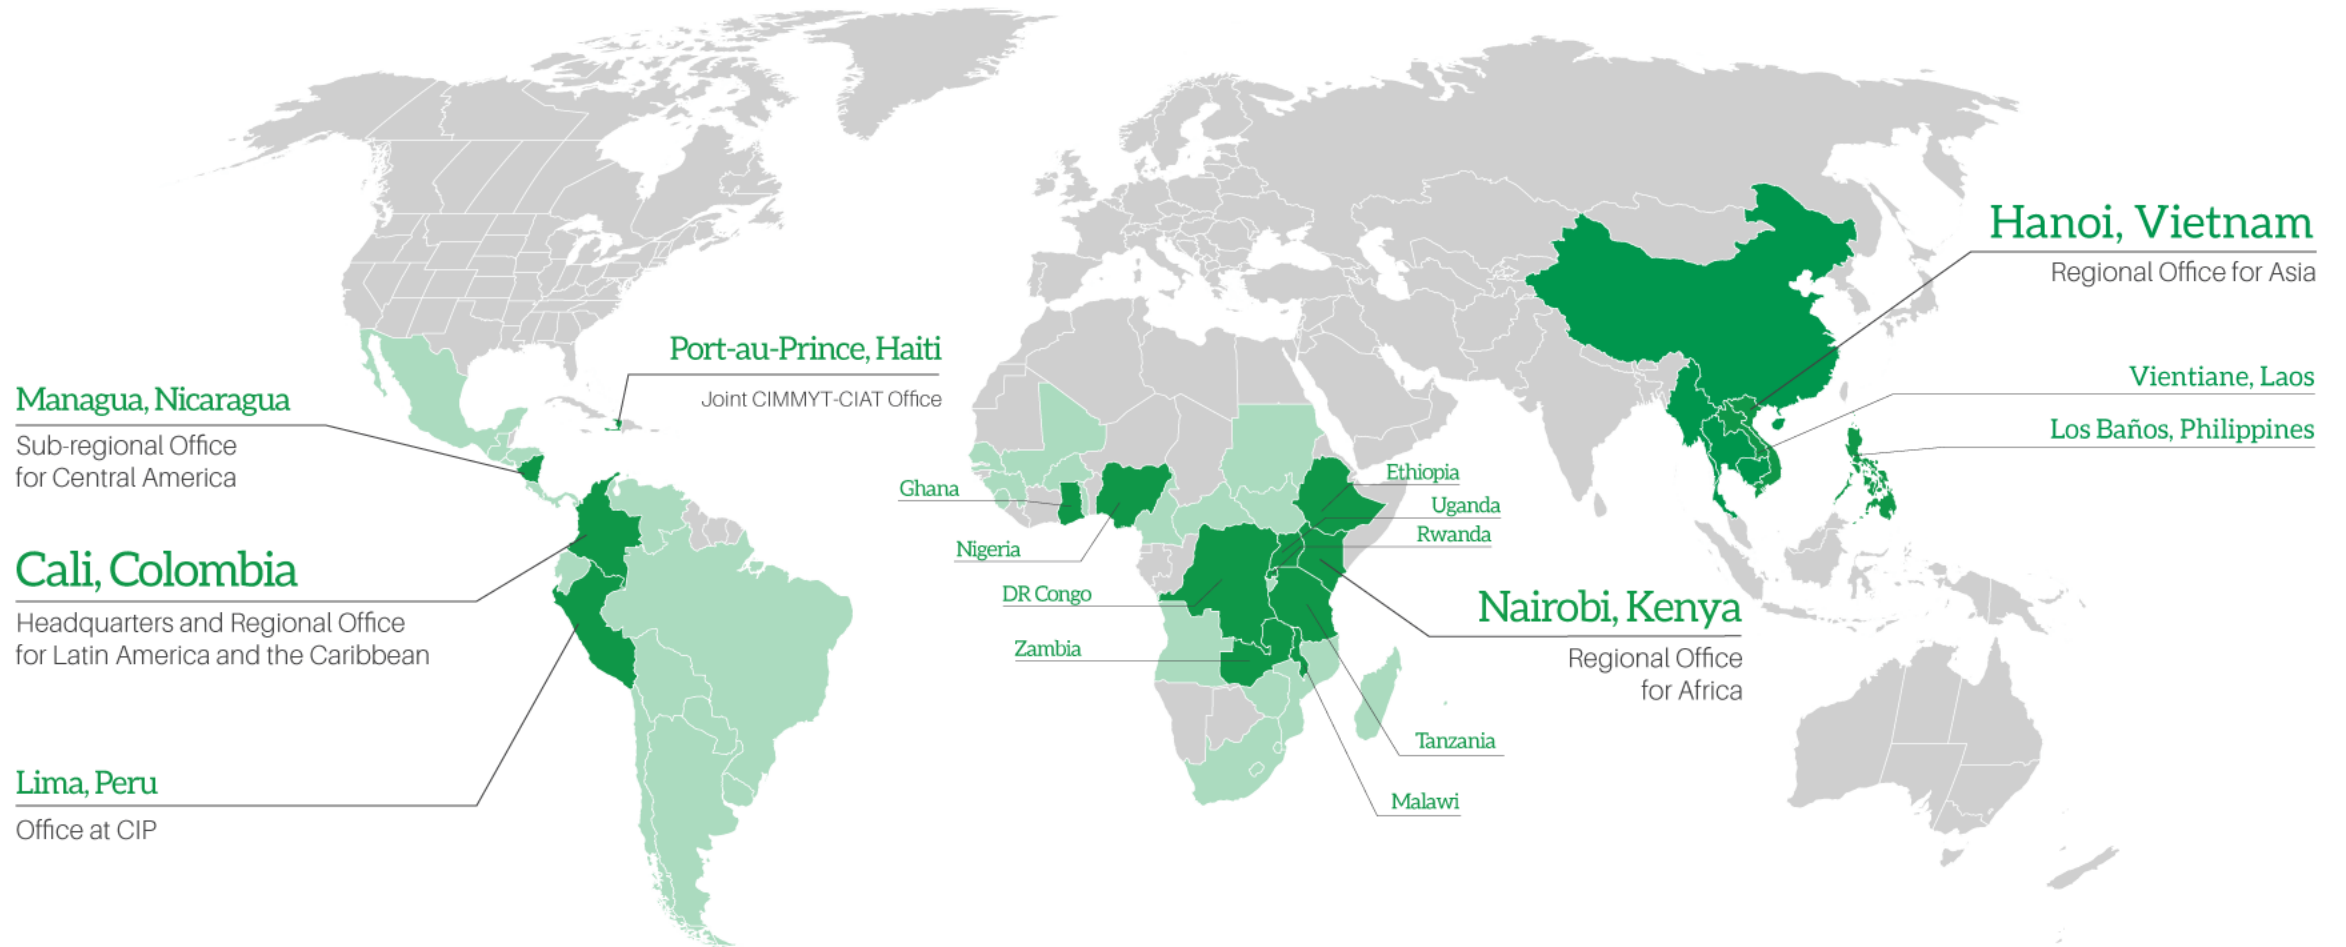 Hanoi, Vietnam
Regional Office for Asia
Port-au-Prince, Haiti
Joint CIMMYT-CIAT Office
Vientiane, Laos
Managua, Nicaragua
Sub-regional Office
for Central America
Los Baños, Philippines
Ethiopia
Ghana
Uganda
Rwanda
Nigeria
Cali, Colombia
Headquarters and Regional Office
for Latin America and the Caribbean
DR Congo
Nairobi, Kenya
Regional Office
for Africa
Zambia
Tanzania
Lima, Peru
Office at CIP
Malawi